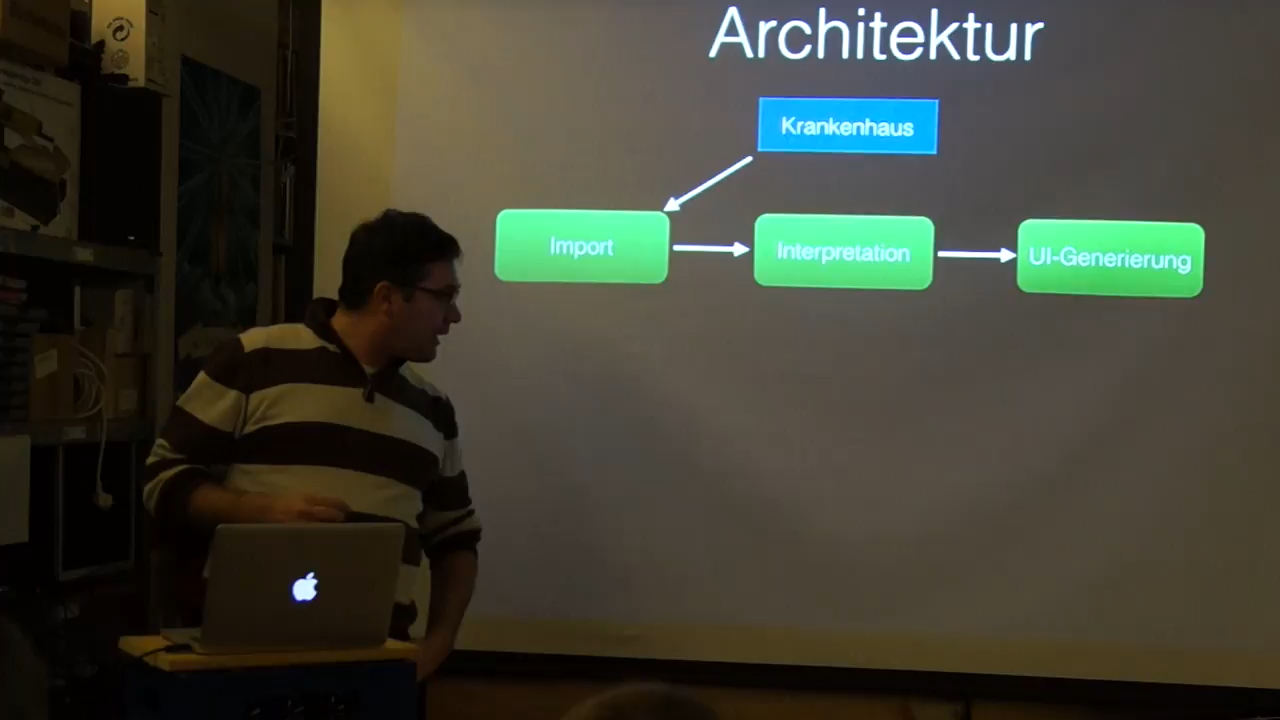 Architektur
Krankenhaus
Import
Interpretation
UI-Generierung